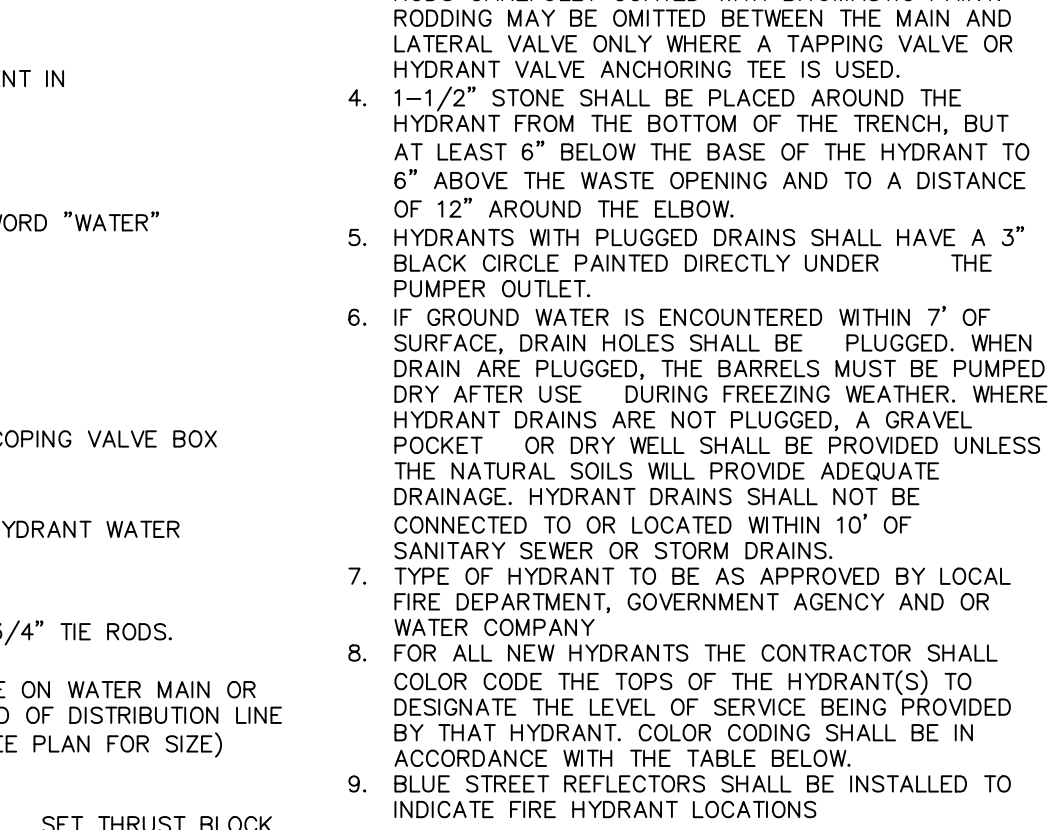 RODDING MAY BE OMITTED BETWEEN THE MAIN AND
LATERAL VALVE ONLY WHERE A TAPPING VALVE OR
HYDRANT VALVE ANCHORING TEE IS USED.
4. 1-1/2" STONE SHALL BE PLACED AROUND THE
HYDRANT FROM THE BOTTOM OF THE TRENCH, BUT
AT LEAST 6" BELOW THE BASE OF THE HYDRANT TO
6" ABOVE THE WASTE OPENING AND TO A DISTANCE
OF 12" AROUND THE ELBOW.
5. HYDRANTS WITH PLUGGED DRAINS SHALL HAVE A 3"
BLACK CIRCLE PAINTED DIRECTLY UNDER THE
PUMPER OUTLET.
6. IF GROUND WATER IS ENCOUNTERED WITHIN 7' OF
SURFACE, DRAIN HOLES SHALL BE PLUGGED. WHEN
DRAIN ARE PLUGGED, THE BARRELS MUST BE PUMPED
DRY AFTER USE DURING FREEZING WEATHER. WHERE
HYDRANT DRAINS ARE NOT PLUGGED, A GRAVEL
POCKET OR DRY WELL SHALL BE PROVIDED UNLESS
THE NATURAL SOILS WILL PROVIDE ADEQUATE
DRAINAGE. HYDRANT DRAINS SHALL NOT BE
CONNECTED TO OR LOCATED WITHIN 10' OF
SANITARY SEWER OR STORM DRAINS.
7. TYPE OF HYDRANT TO BE AS APPROVED BY LOCAL
FIRE DEPARTMENT, GOVERNMENT AGENCY AND OR
WATER COMPANY
8. FOR ALL NEW HYDRANTS THE CONTRACTOR SHALL
COLOR CODE THE TOPS OF THE HYDRANT(S) TO
DESIGNATE THE LEVEL OF SERVICE BEING PROVIDED
BY THAT HYDRANT. COLOR CODING SHALL BE IN
ACCORDANCE WITH THE TABLE BELOW.
9. BLUE STREET REFLECTORS SHALL BE INSTALLED TO
INDICATE FIRE HYDRANT LOCATIONS
IN
"WATER"
VALVE BOX
WATER
/4" TIE RODS.
ON WATER MAIN OR
OF DISTRIBUTION LINE
PLAN FOR SIZE)
SET THRUST BLOCK